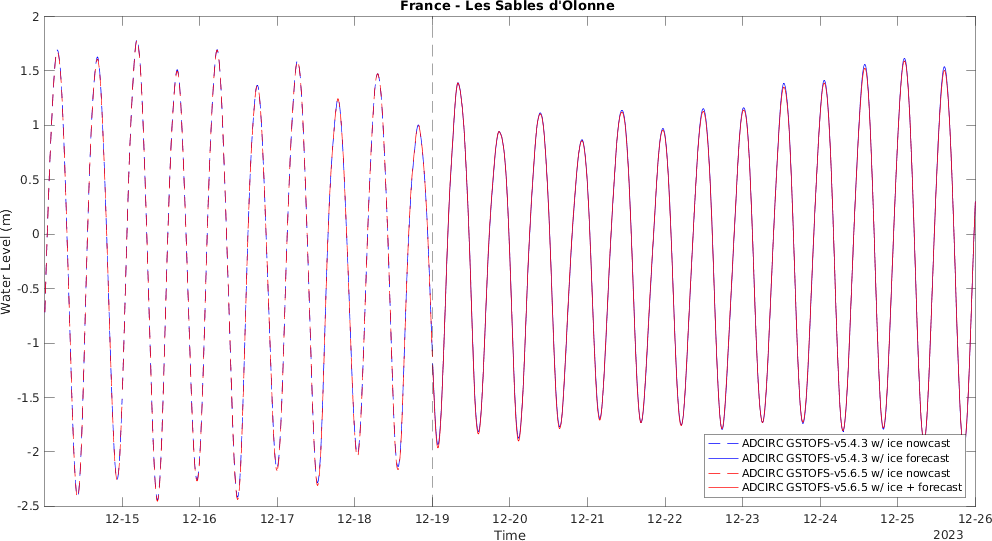 France - Les Sables d'Olonne
2
1.5
1
0.5
0
-0.5
-1
-1.5
-2
-2.5
Water Level (m)
ADCIRC GSTOFS-v5.4.3 w/ ice nowcast
ADCIRC GSTOFS-v5.4.3 w/ ice forecast
ADCIRC GSTOFS-v5.6.5 w/ ice nowcast
ADCIRC GSTOFS-v5.6.5 w/ ice + forecast
12-15 12-16 12-17 12-18 12-19 12-20 12-21 12-22 12-23 12-24 12-25 12-26
Time
2023